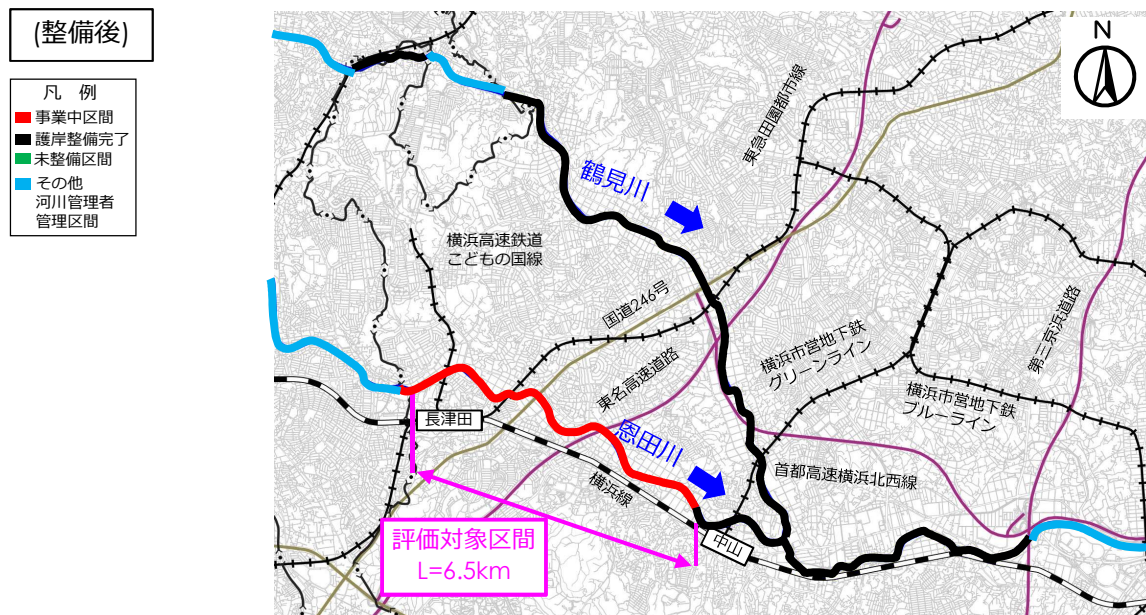 (整備後)
凡 例
事業中区間
護岸整備完了
未整備区間
その他
河川管理者
管理区間
N
東急田園都市線
鶴見川
横浜高速鉄道
こどもの国線
国道246号
第三京浜道路
東名高速道路
横浜市営地下鉄
グリーンライン
横浜市営地下鉄
ブルーライン
長津田
恩田川
首都高速横浜北西線
横浜線
中山
評価対象区間
L=6.5km